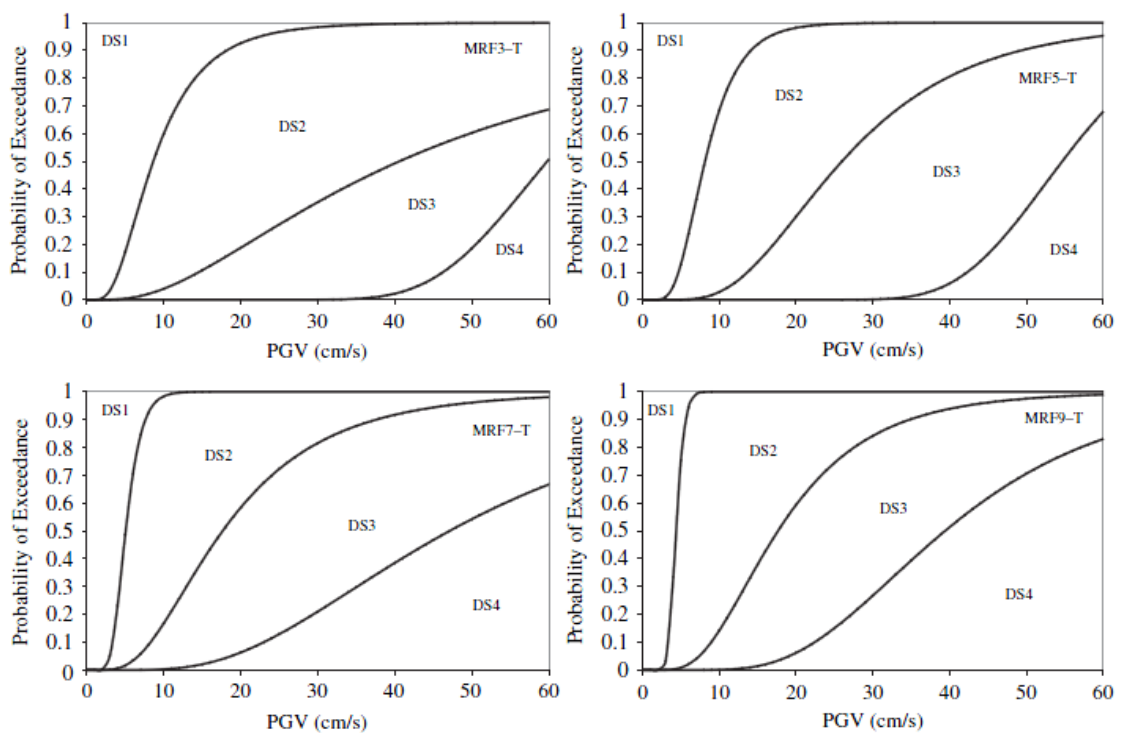 Probability of Exceedance
1
0.9
0.8
0.7
0.6
0.5
0.4
0.3
0.2
0.1
0
DS1
MRF3–T
DS2
DS3
DS4
0 10 20 30 40 50 60
PGV (cm/s)
Probability of Exceedance
1
0.9
0.8
0.7
0.6
0.5
0.4
0.3
0.2
0.1
0
DS1
MRF5–T
DS2
DS3
DS4
0 10 20 30 40 50 60
PGV (cm/s)
Probability of Exceedance
1
0.9
0.8
0.7
0.6
0.5
0.4
0.3
0.2
0.1
0
DS1
MRF7–T
DS2
DS3
DS4
0 10 20 30 40 50 60
PGV (cm/s)
Probability of Exceedance
1
0.9
0.8
0.7
0.6
0.5
0.4
0.3
0.2
0.1
0
DS1
MRF9–T
DS2
DS3
DS4
0 10 20 30 40 50 60
PGV (cm/s)